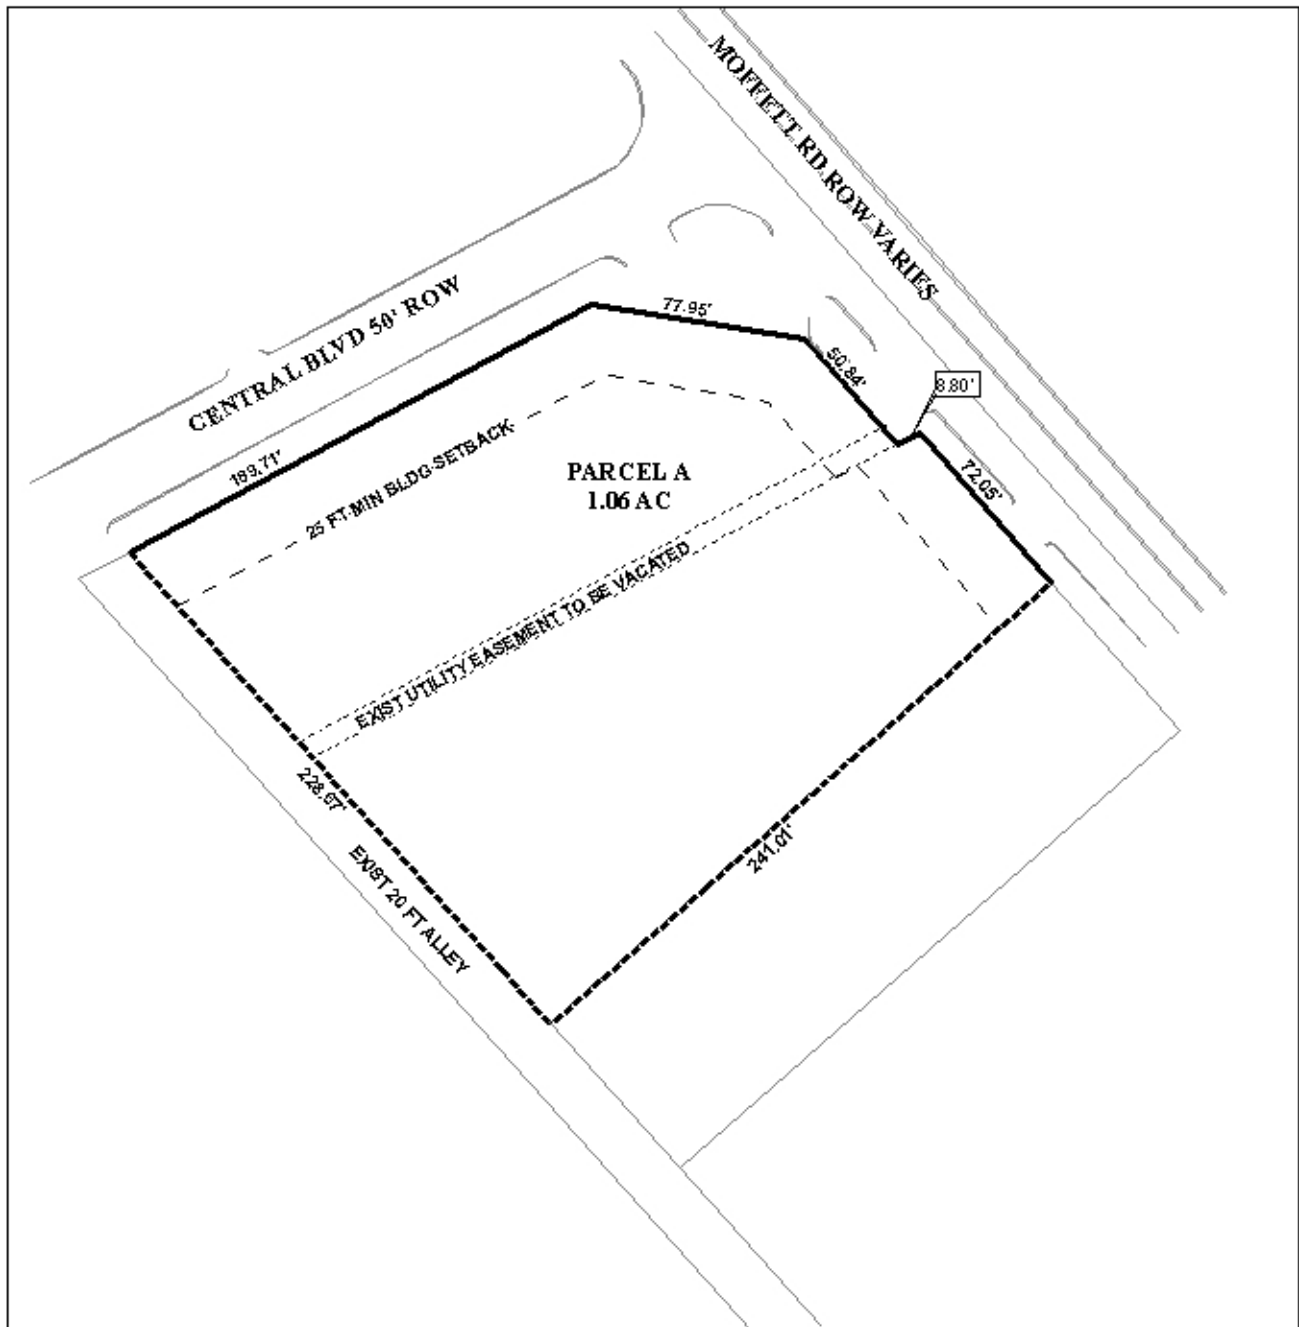 MOFFETT RD ROW VARIES
CENTRAL BLVD 50' ROW
77.95'
50.84'
8.80'
189.71'
25 FT MIN BLDG SETBACK
PARCEL A
1.06 AC
72.05'
EXIST UTILITY EASEMENT TO BE VACATED
228.67'
241.01'
EXIST 20 FT ALLEY